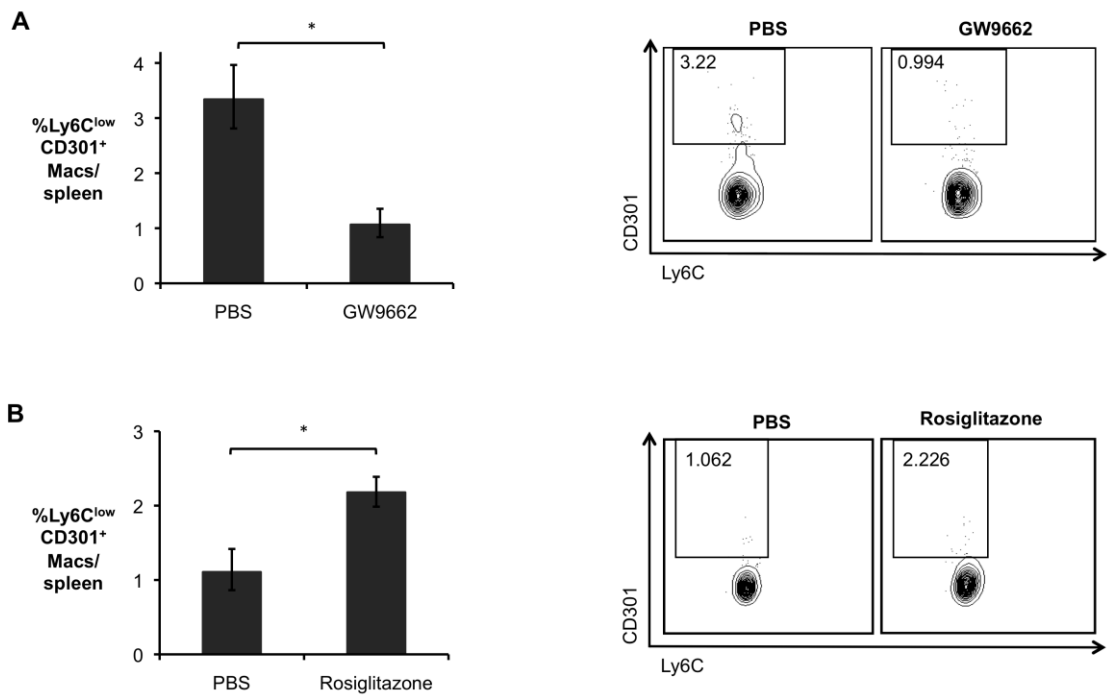 A
*
%Ly6Clow
CD301+
Macs/
spleen
4
3
2
1
0
PBS
GW9662
PBS
GW9662
3.22
0.994
CD301
Ly6C
B
*
%Ly6Clow
CD301+
Macs/
spleen
3
2
1
0
PBS
Rosiglitazone
PBS
Rosiglitazone
1.062
2.226
CD301
Ly6C